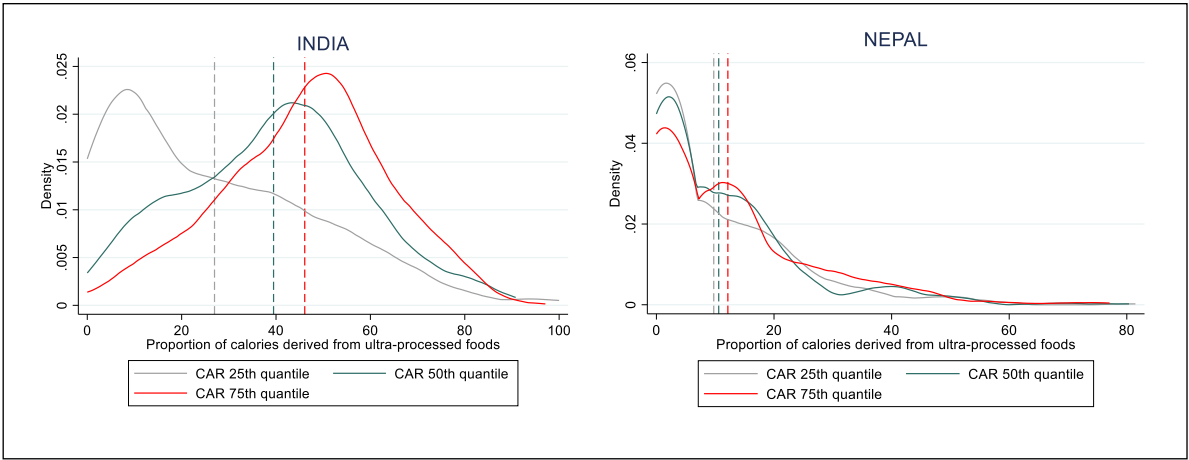 INDIA
Density
.025
.02
.015
.01
.005
0
0 20 40 60 80 100
Proportion of calories derived from ultra-processed foods
CAR 25th quantile CAR 50th quantile
CAR 75th quantile
NEPAL
Density
.06
.04
.02
0
0 20 40 60 80
Proportion of calories derived from ultra-processed foods
CAR 25th quantile CAR 50th quantile
CAR 75th quantile